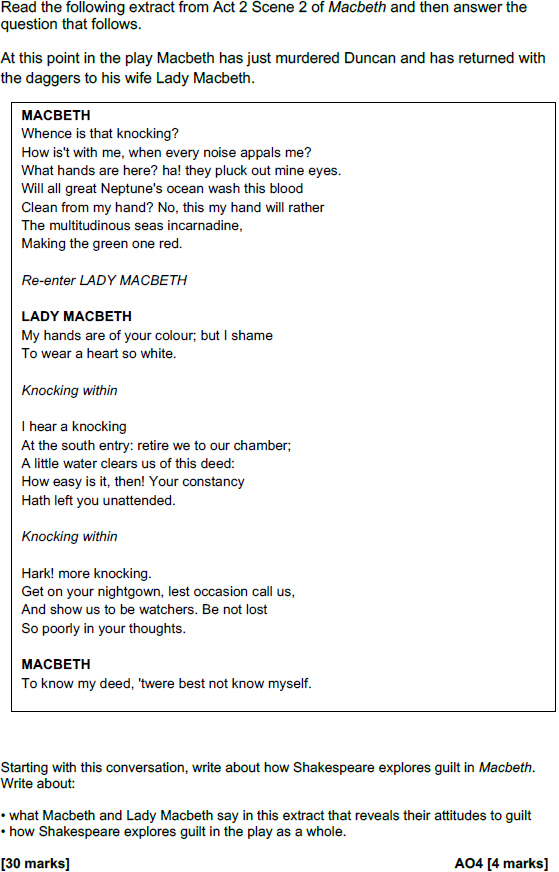 Read the following extract from Act 2 Scene 2 of Macbeth and then answer the
question that follows.
At this point in the play Macbeth has just murdered Duncan and has returned with
the daggers to his wife Lady Macbeth.
MACBETH
Whence is that knocking?
How is't with me, when every noise appals me?
What hands are here? ha! they pluck out mine eyes.
Will all great Neptune's ocean wash this blood
Clean from my hand? No, this my hand will rather
The multitudinous seas incarnadine,
Making the green one red.
Re-enter LADY MACBETH
LADY MACBETH
My hands are of your colour; but I shame
To wear a heart so white.
Knocking within
I hear a knocking
At the south entry: retire we to our chamber;
A little water clears us of this deed:
How easy is it, then! Your constancy
Hath left you unattended.
Knocking within
Hark! more knocking.
Get on your nightgown, lest occasion call us,
And show us to be watchers. Be not lost
So poorly in your thoughts.
MACBETH
To know my deed, 'twere best not know myself.
Starting with this conversation, write about how Shakespeare explores guilt in Macbeth.
Write about:
• what Macbeth and Lady Macbeth say in this extract that reveals their attitudes to guilt
• how Shakespeare explores guilt in the play as a whole.
[30 marks] AO4 [4 marks]